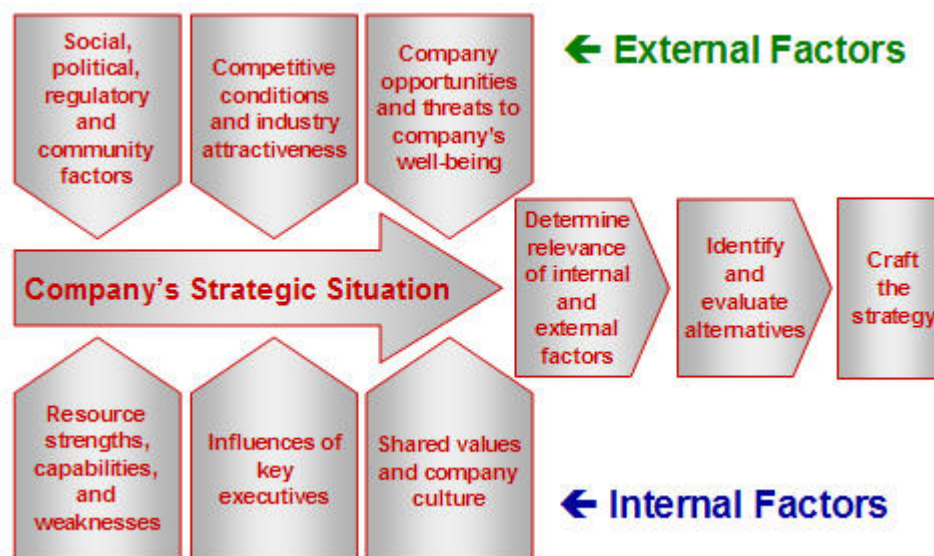 Social,
political,
regulatory
and
community
factors
Competitive
conditions
and industry
attractiveness
Company
opportunities
and threats to
company's
well-being
← External Factors
Company's Strategic Situation
Determine
relevance
of internal
and
external
factors
Identify
and
evaluate
alternatives
Craft
the
strategy
Resource
strengths,
capabilities,
and
weaknesses
Influences of
key
executives
Shared values
and company
culture
← Internal Factors